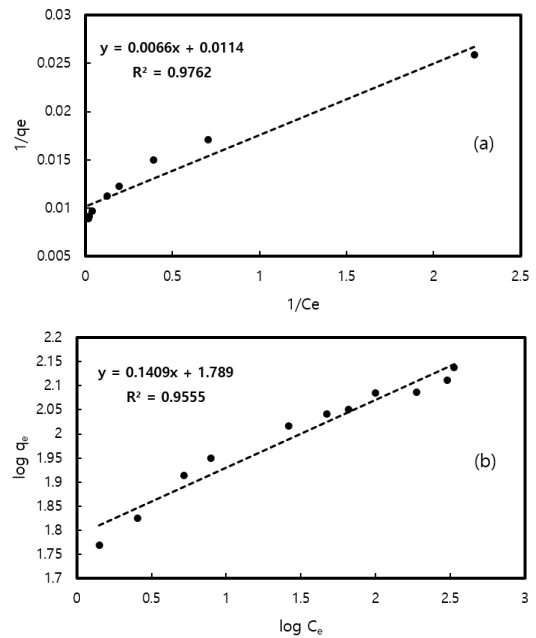 0.03
y = 0.0066x + 0.0114
R² = 0.9762
0.025
0.02
1/qe
(a)
0.015
0.01
0.005
0 0.5 1 1.5 2 2.5
1/Ce
2.2
2.15
y = 0.1409x + 1.789
2.1
R² = 0.9555
2.05
2
log qₑ
1.95
(b)
1.9
1.85
1.8
1.75
1.7
0 0.5 1 1.5 2 2.5 3
log Cₑ